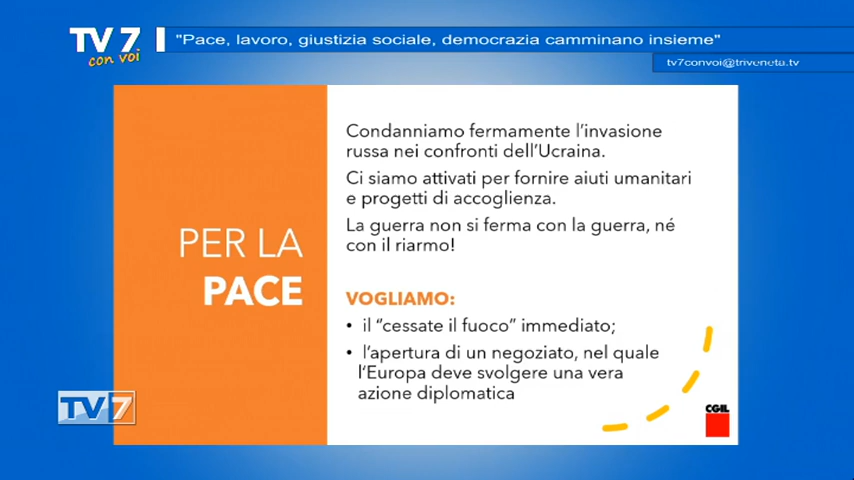 TV 7
con voi
"Pace, lavoro, giustizia sociale, democrazia camminano insieme"
tv7convoi@triveneta.tv
PER LA
PACE
Condanniamo fermamente l'invasione
russa nei confronti dell'Ucraina.
Ci siamo attivati per fornire aiuti umanitari
e progetti di accoglienza.
La guerra non si ferma con la guerra, né
con il riarmo!
VOGLIAMO:
• il "cessate il fuoco" immediato;
• l'apertura di un negoziato, nel quale
l'Europa deve svolgere una vera
azione diplomatica
TV7
CGIL